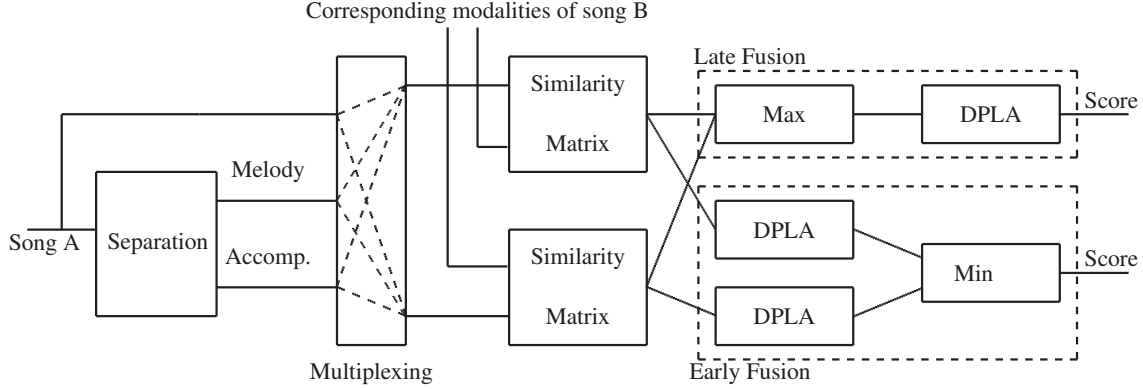 Corresponding modalities of song B
Late Fusion
Similarity
Matrix
Max
DPLA
Score
Melody
Song A
Separation
Accomp.
DPLA
Similarity
Matrix
DPLA
Min
Score
Multiplexing
Early Fusion